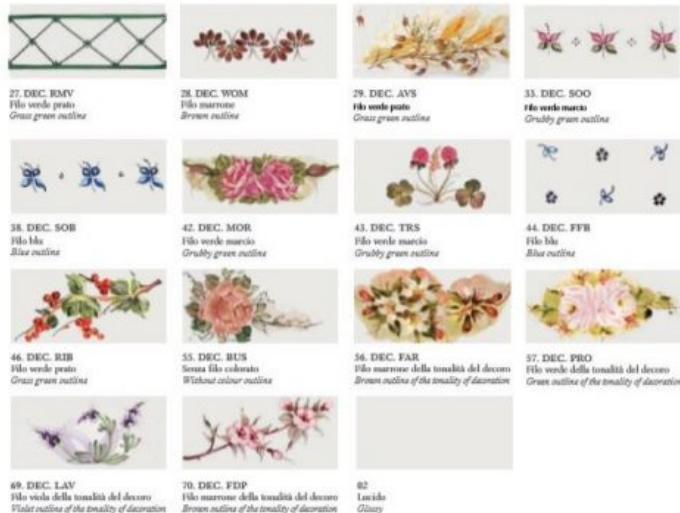 27. DEC. RMV
Filo verde prato
Grass green outline
28. DEC. WOM
Filo marrone
Brown outline
29. DEC. AVS
Filo verde prato
Grass green outline
33. DEC. SOO
Filo verde marcio
Grubby green outline
38. DEC. SOB
Filo blu
Blue outline
42. DEC. MOR
Filo verde marcio
Grubby green outline
43. DEC. TRS
Filo verde marcio
Grubby green outline
44. DEC. FFB
Filo blu
Blue outline
46. DEC. RIB
Filo verde prato
Grass green outline
55. DEC. BUS
Senza filo colorato
Without colour outline
56. DEC. FAR
Filo marrone della tonalità del decoro
Brown outline of the tonality of decoration
57. DEC. PRO
Filo verde della tonalità del decoro
Green outline of the tonality of decoration
69. DEC. LAV
Filo viola della tonalità del decoro
Violet outline of the tonality of decoration
70. DEC. FDP
Filo marrone della tonalità del decoro
Brown outline of the tonality of decoration
02
Lucido
Glossy